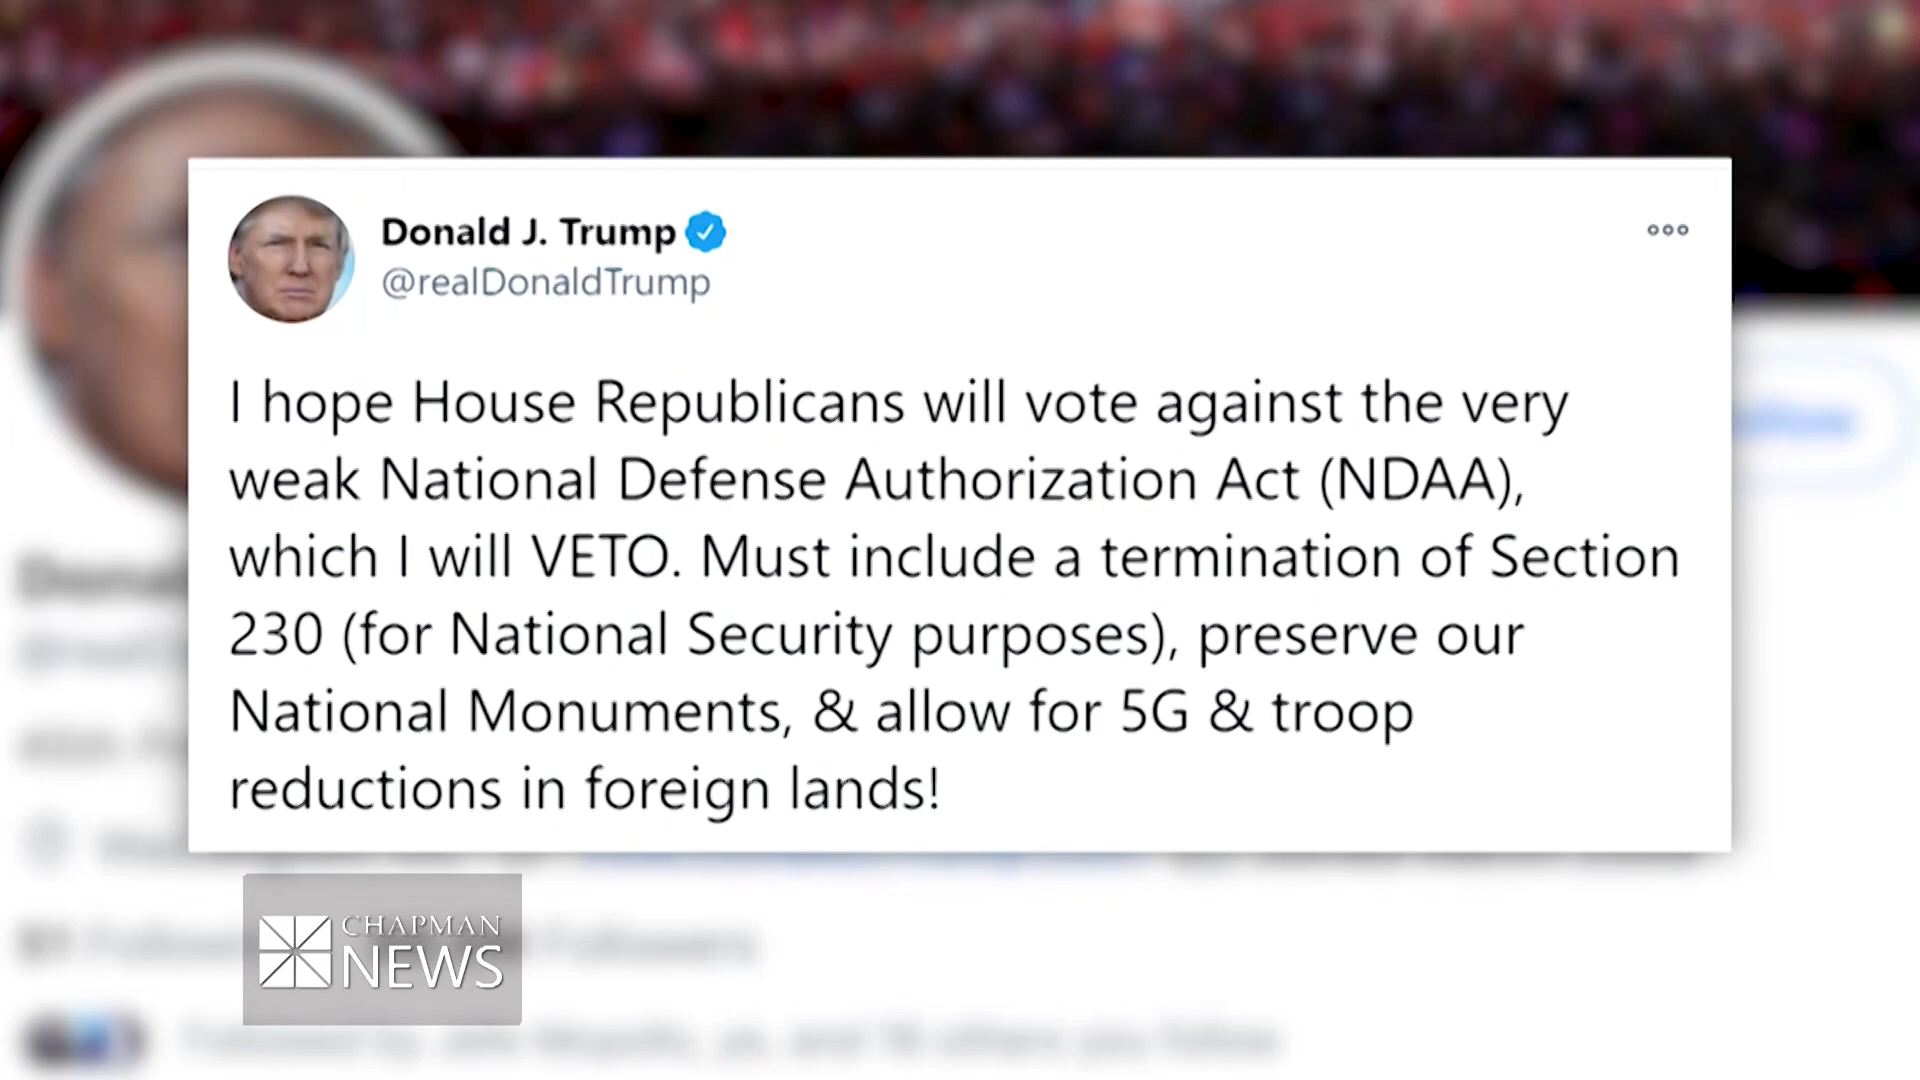 Donald J. Trump
@realDonaldTrump
I hope House Republicans will vote against the very
weak National Defense Authorization Act (NDAA),
which I will VETO. Must include a termination of Section
230 (for National Security purposes), preserve our
National Monuments, & allow for 5G & troop
reductions in foreign lands!
CHAPMAN
NEWS